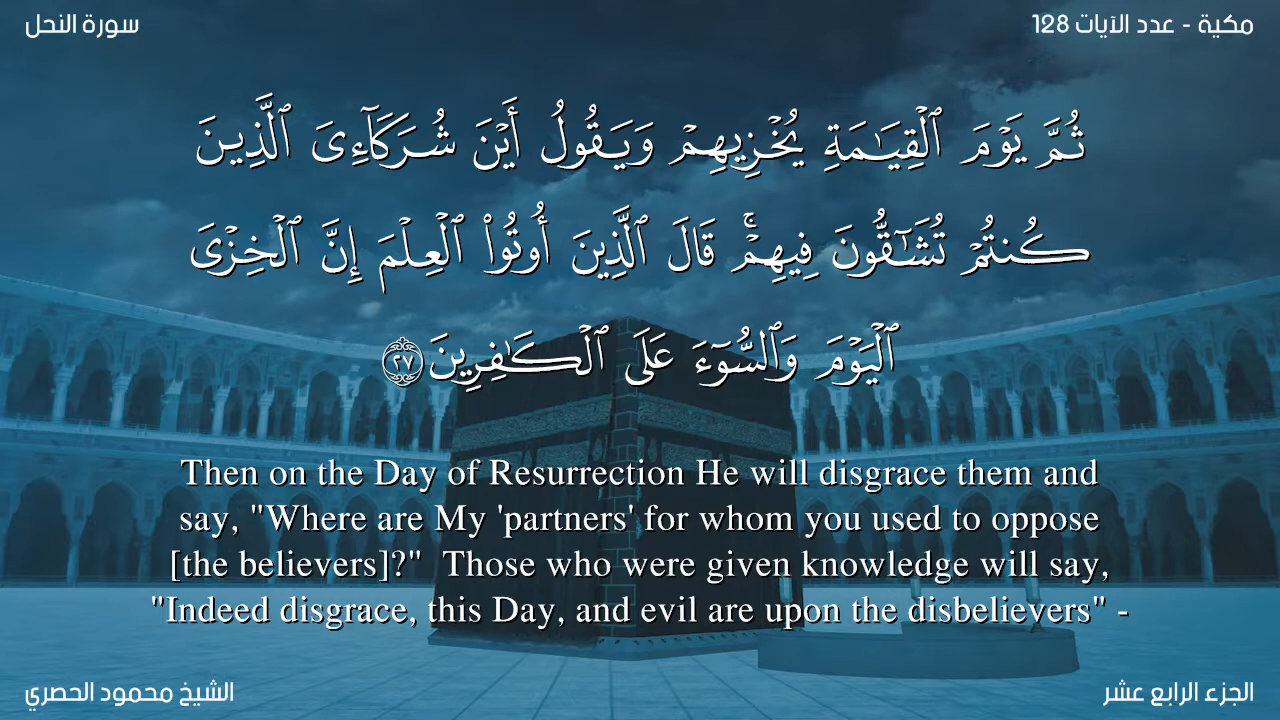 مكية - عدد الآيات 128
سورة النحل
ثُمَّ يَوْمَ ٱلْقِيَـٰمَةِ يُخْزِيهِمْ وَيَقُولُ أَيْنَ شُرَكَآءِىَ ٱلَّذِينَ
كُنتُمْ تُشَـٰٓقُّونَ فِيهِمْ ۚ قَالَ ٱلَّذِينَ أُوتُوا۟ ٱلْعِلْمَ إِنَّ ٱلْخِزْىَ
ٱلْيَوْمَ وَٱلسُّوٓءَ عَلَى ٱلْكَـٰفِرِينَ ٢٧
Then on the Day of Resurrection He will disgrace them and
say, "Where are My 'partners' for whom you used to oppose
[the believers]?"  Those who were given knowledge will say,
"Indeed disgrace, this Day, and evil are upon the disbelievers" -
الجزء الرابع عشر
الشيخ محمود الحصري